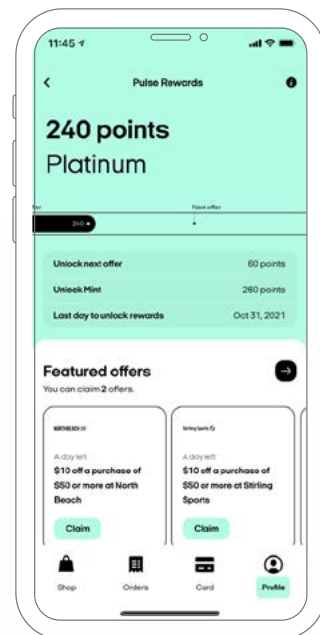 11:45
Pulse Rewards
240 points
Platinum
Next offer
240
Unlock next offer 60 points
Unlock Mint 260 points
Last day to unlock rewards Oct 31, 2021
Featured offers
You can claim 2 offers.
NORTHBEACH
Stirling Sports
A day left
A day left
$10 off a purchase of
$50 or more at North
Beach
$10 off a purchase of
$50 or more at Stirling
Sports
Claim
Claim
Shop
Orders
Card
Profile